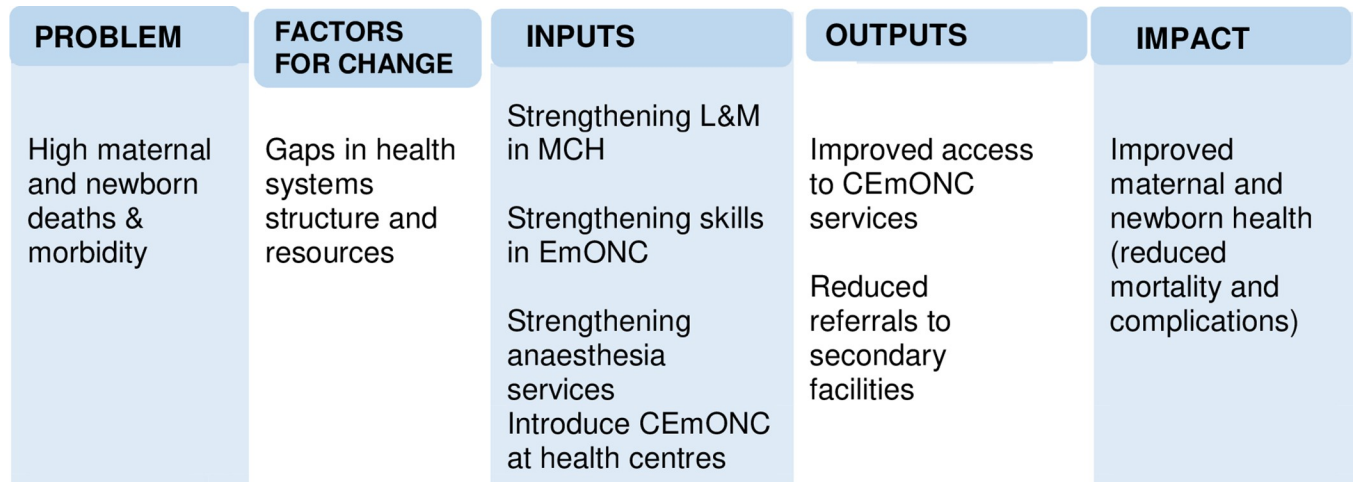 PROBLEM
High maternal
and newborn
deaths &
morbidity
FACTORS
FOR CHANGE
Gaps in health
systems
structure and
resources
INPUTS
Strengthening L&M
in MCH
Strengthening skills
in EmONC
Strengthening
anaesthesia
services
Introduce CEmONC
at health centres
OUTPUTS
Improved access
to CEmONC
services
Reduced
referrals to
secondary
facilities
IMPACT
Improved
maternal and
newborn health
(reduced
mortality and
complications)